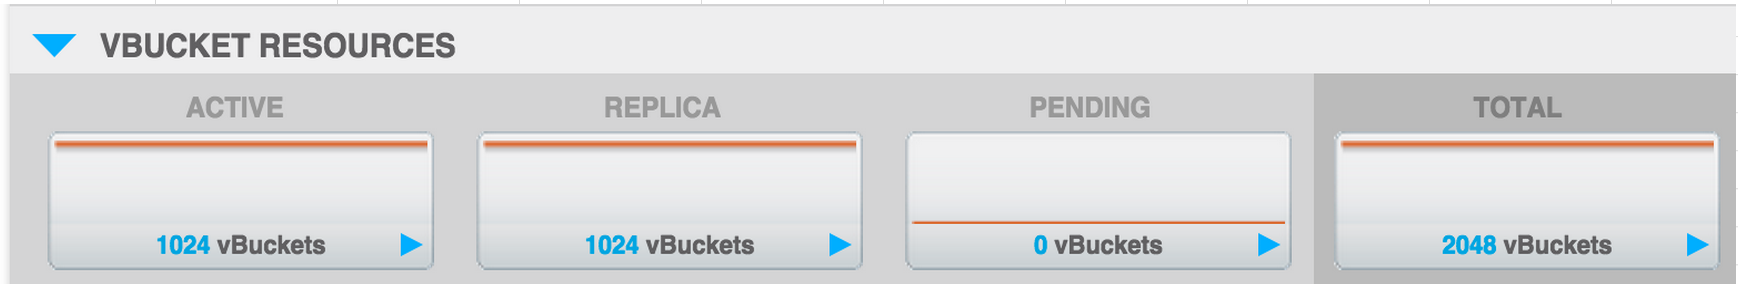 VBUCKET RESOURCES
ACTIVE REPLICA PENDING TOTAL
1024 vBuckets 1024 vBuckets 0 vBuckets 2048 vBuckets